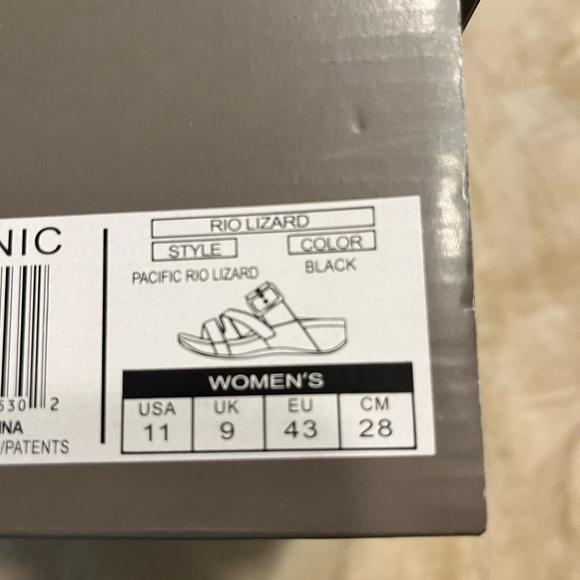 NIC
530 2
INA
/PATENTS
RIO LIZARD
STYLE COLOR
PACIFIC RIO LIZARD BLACK
WOMEN'S
USA UK EU CM
11 9 43 28